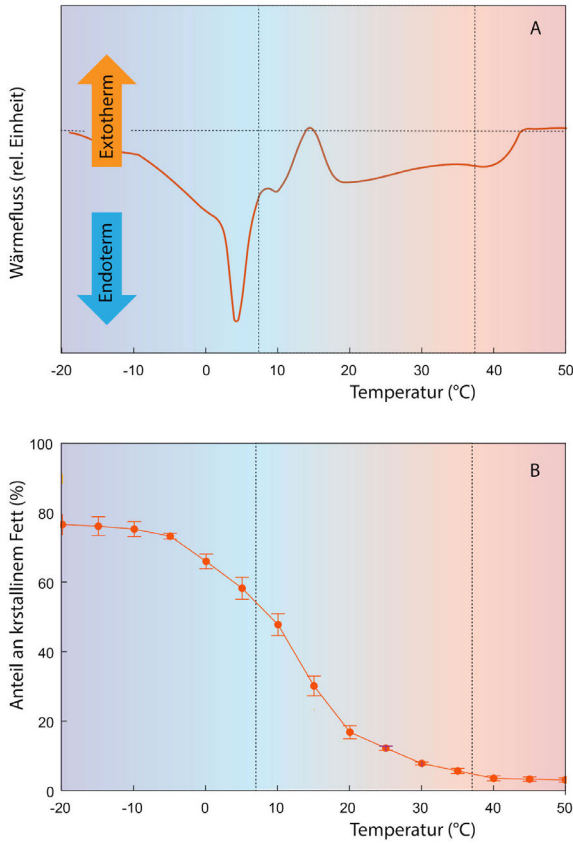 A
Wärmefluss (rel. Einheit)
Extotherm
Endoterm
-20 -10 0 10 20 30 40 50
Temperatur (°C)
B
Anteil an krstallinem Fett (%)
100
80
60
40
20
0
-20 -10 0 10 20 30 40 50
Temperatur (°C)